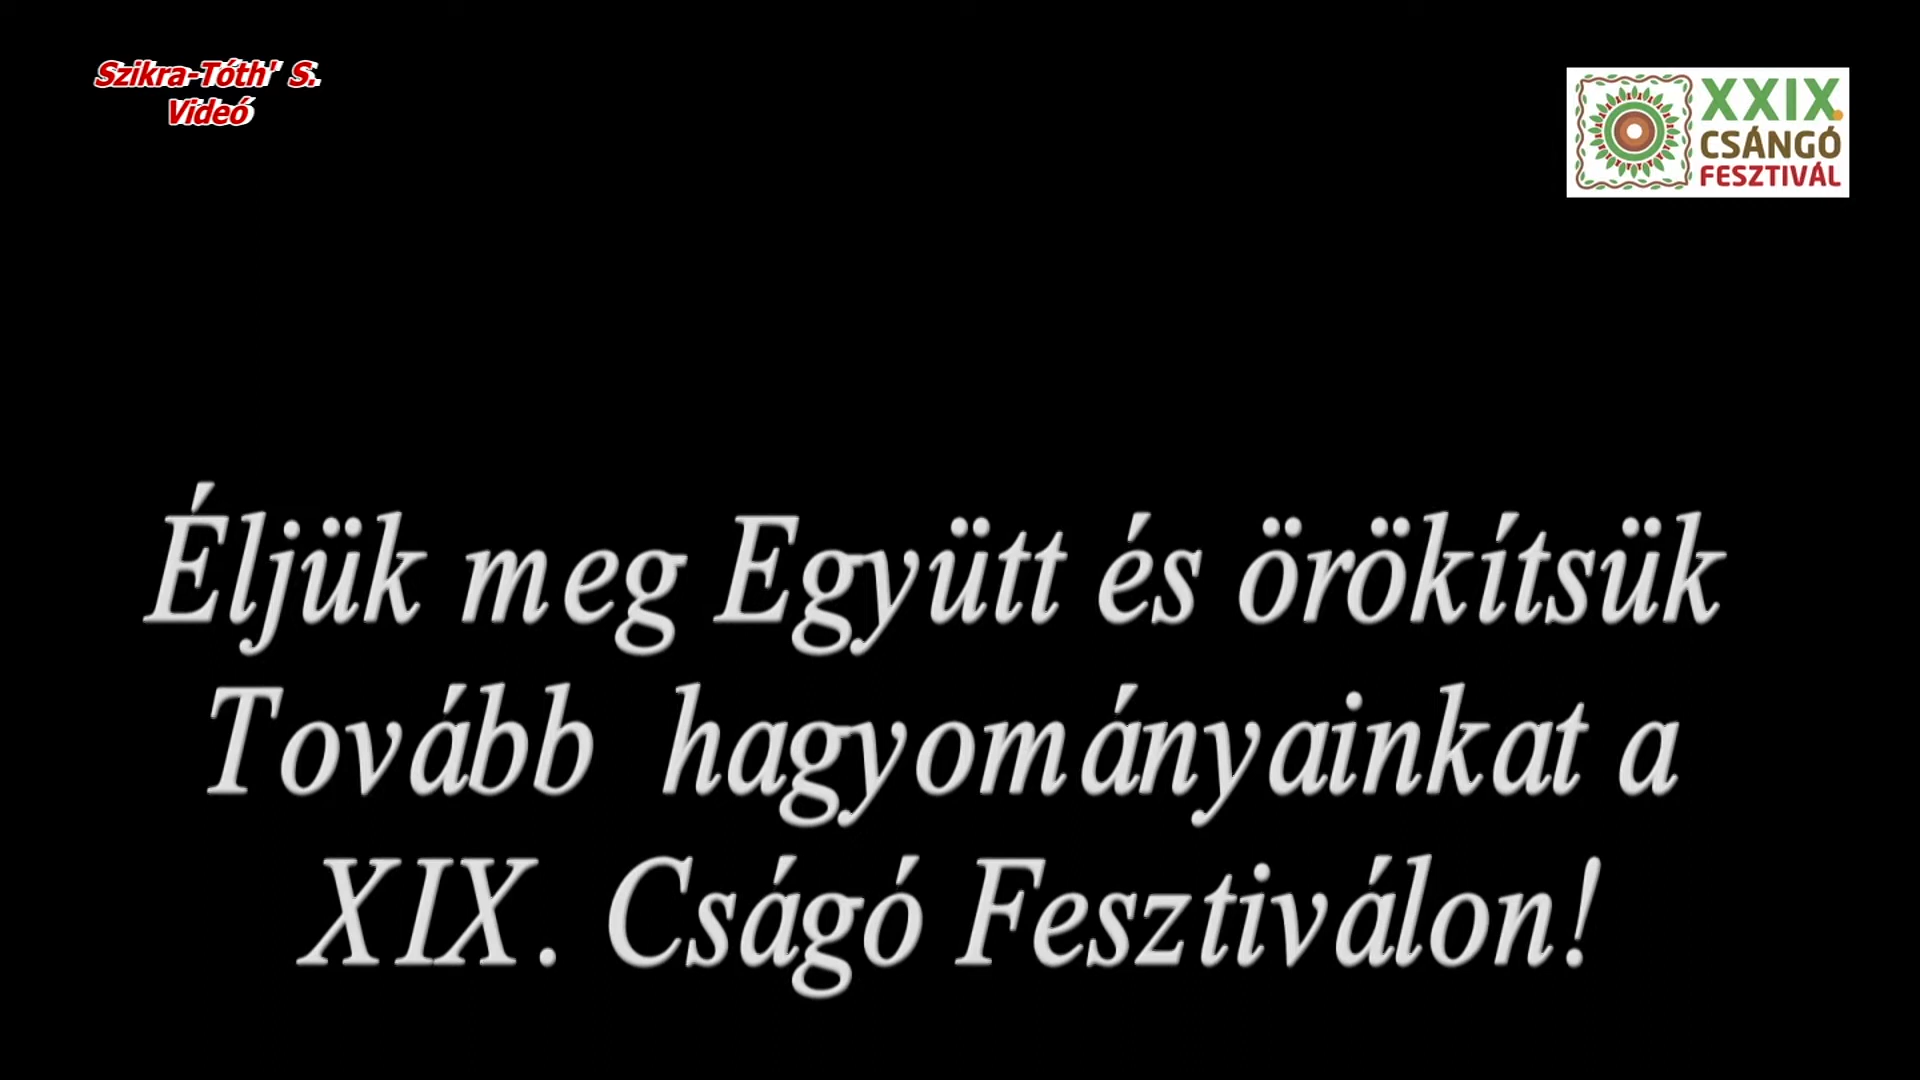 Szikra-Tóth' S.
Videó
XXIX.
CSÁNGÓ
FESZTIVÁL
Éljük meg Együtt és örökítsük
Tovább hagyományainkat a
XIX. Cságó Fesztiválon!